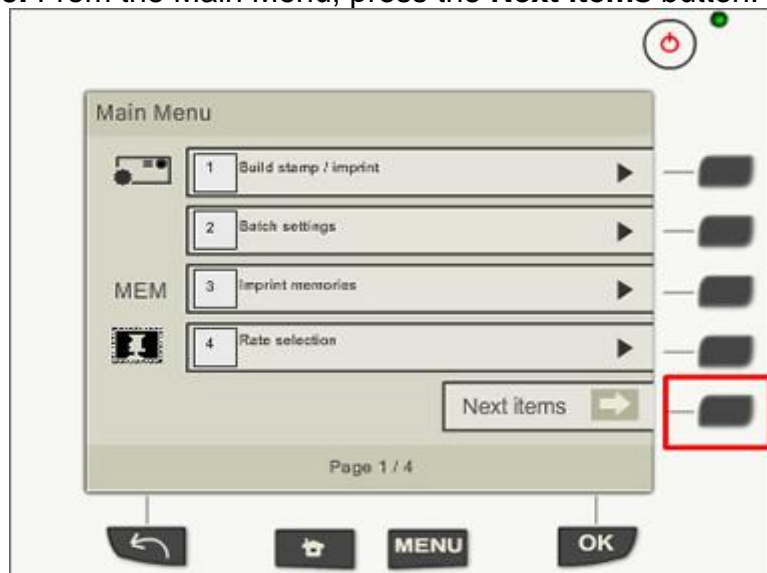 From the Main Menu, press the Next Items button.
Main Menu
1 Build stamp / imprint
2 Batch settings
MEM 3 Imprint memories
4 Rate selection
Next items
Page 1 / 4
MENU OK